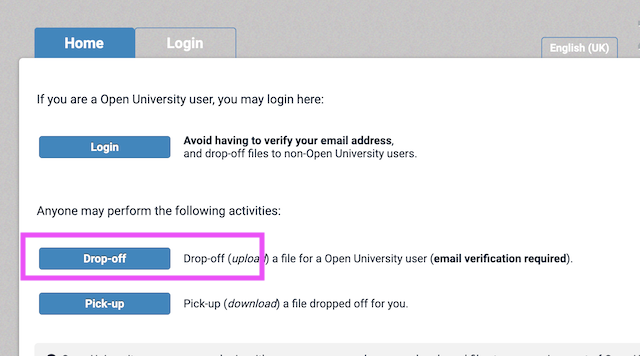 Home
Login
English (UK)
If you are a Open University user, you may login here:
Login
Avoid having to verify your email address,
and drop-off files to non-Open University users.
Anyone may perform the following activities:
Drop-off
Drop-off (upload) a file for a Open University user (email verification required).
Pick-up
Pick-up (download) a file dropped off for you.